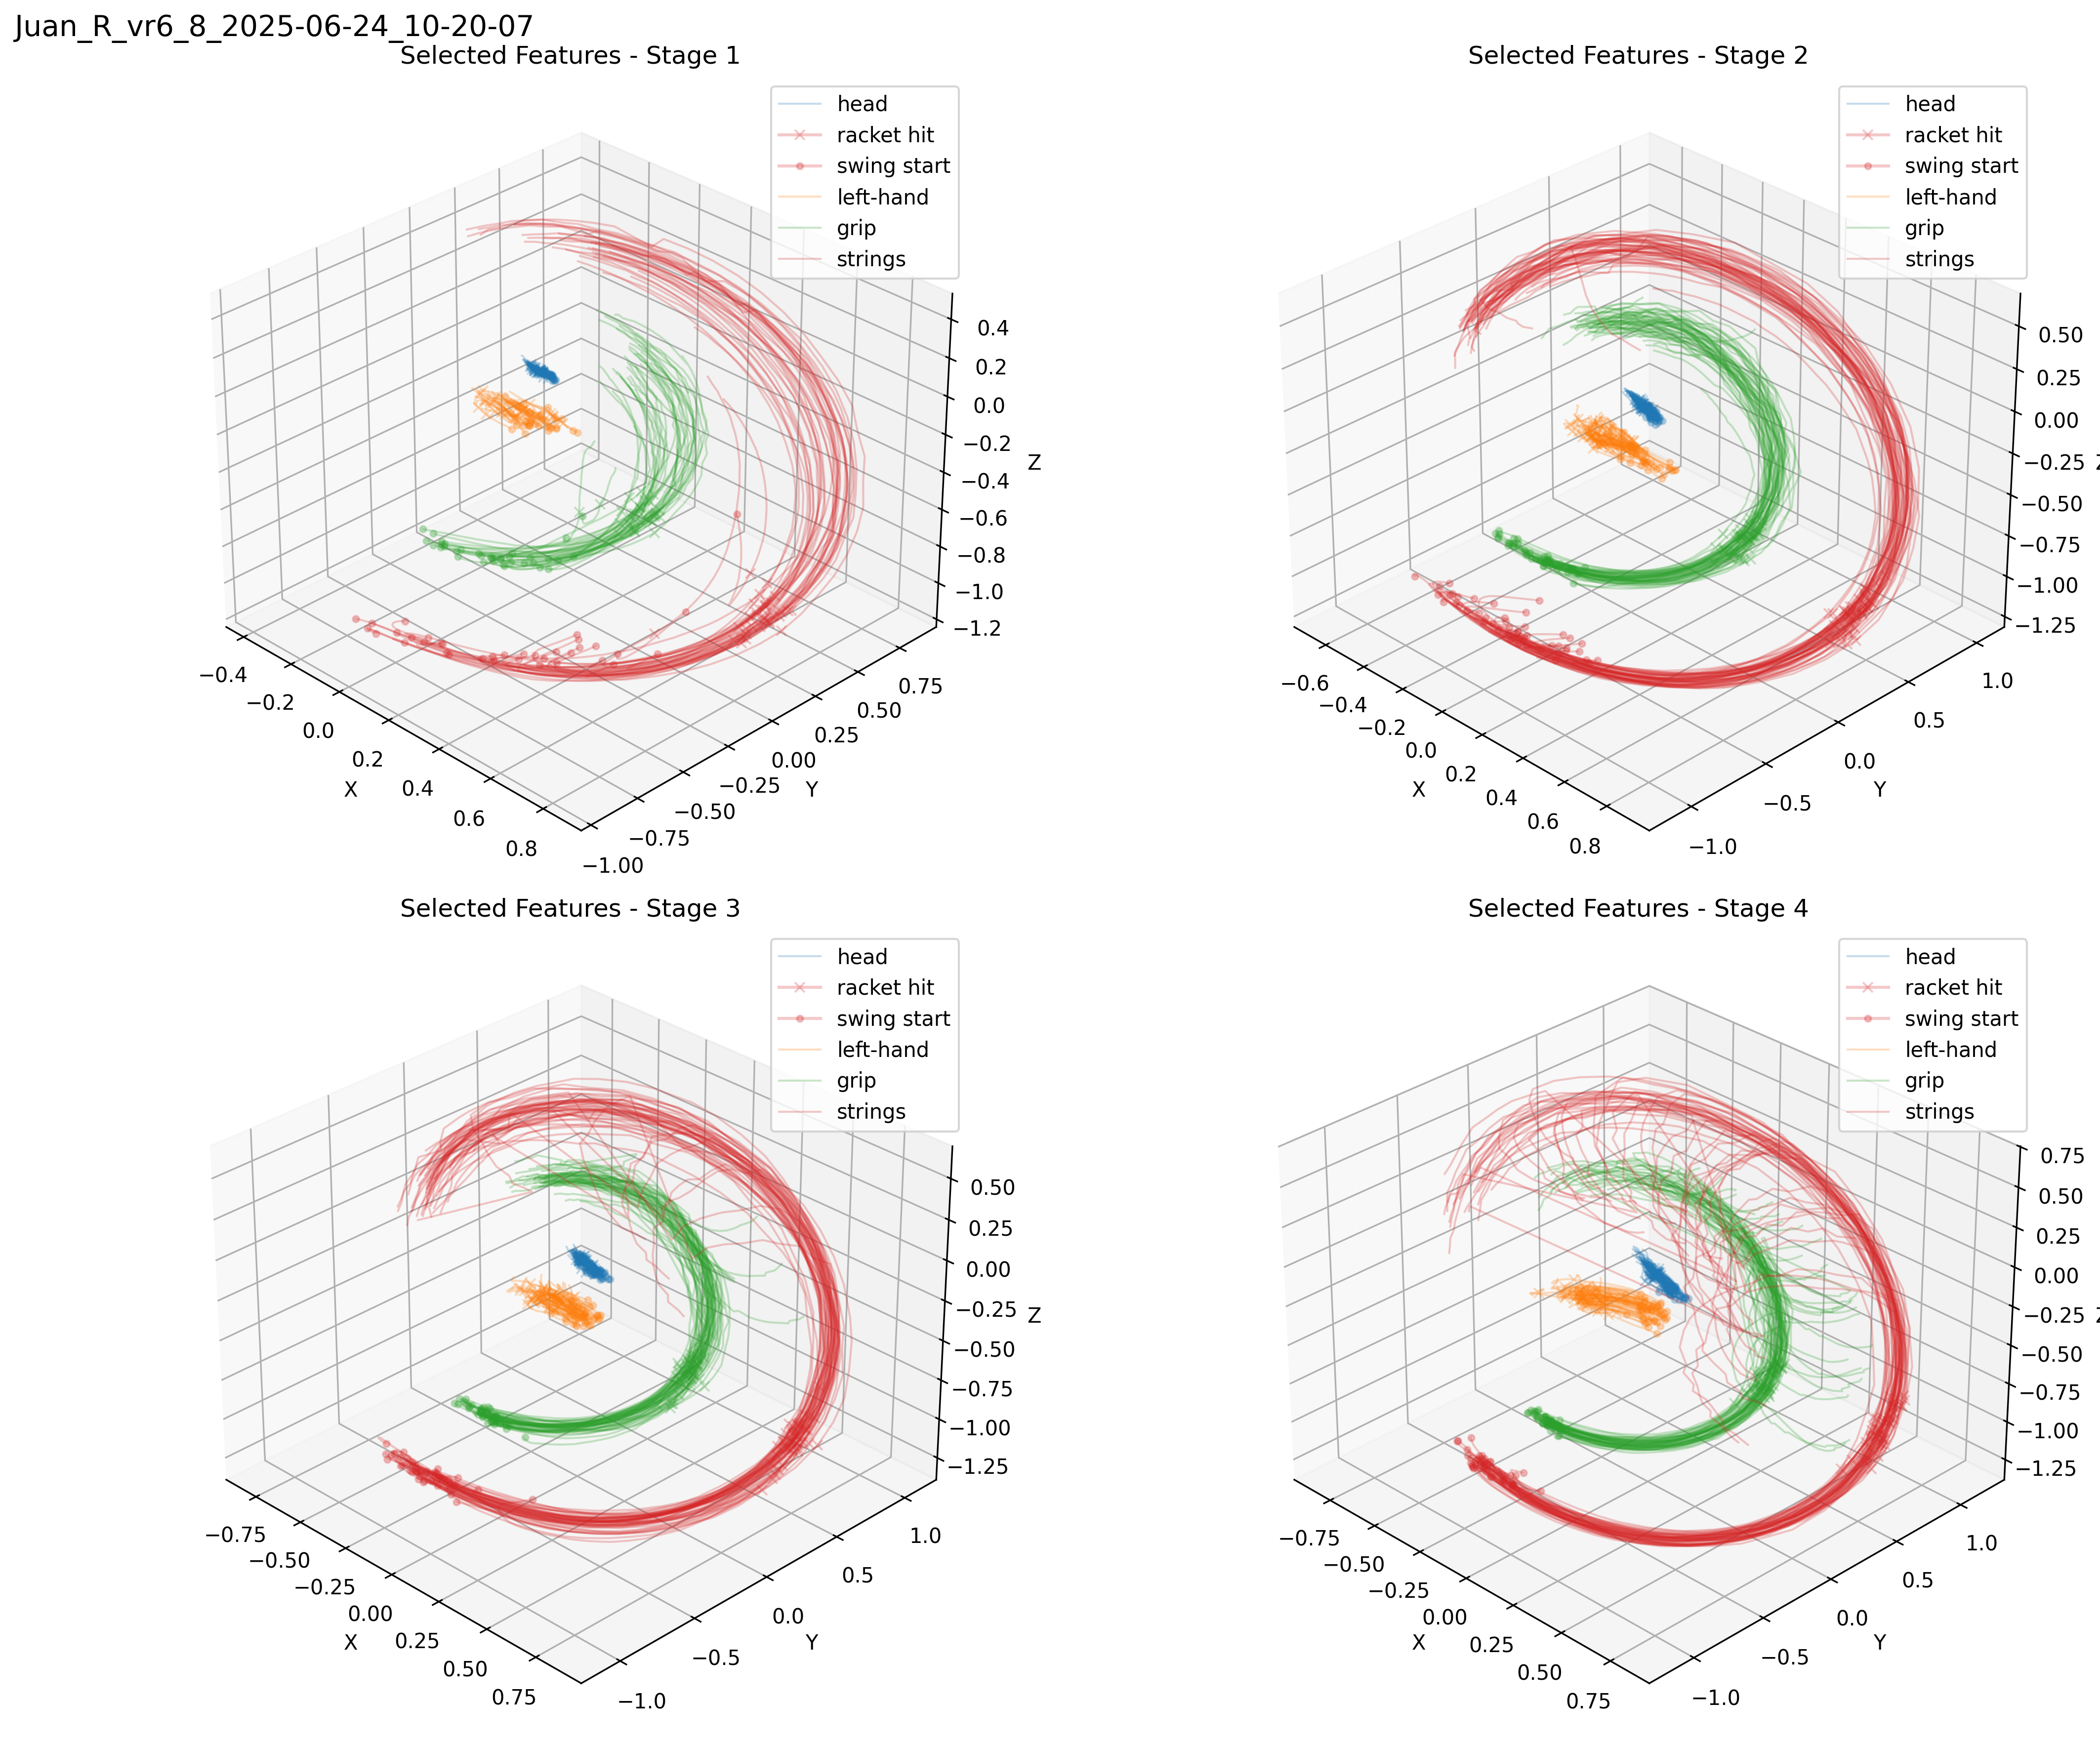 Juan_R_vr6_8_2025-06-24_10-20-07
Selected Features - Stage 1
head
racket hit
swing start
left-hand
grip
strings
0.4
0.2
0.0
−0.2
−0.4
−0.6
−0.8
−1.0
−1.2
Z
−0.4
−0.2
0.0
0.2
0.4
0.6
0.8
X
−1.00
−0.75
−0.50
−0.25
0.00
0.25
0.50
0.75
Y
Selected Features - Stage 2
head
racket hit
swing start
left-hand
grip
strings
0.50
0.25
0.00
−0.25
−0.50
−0.75
−1.00
−1.25
Z
−0.6
−0.4
−0.2
0.0
0.2
0.4
0.6
0.8
X
−1.0
−0.5
0.0
0.5
1.0
Y
Selected Features - Stage 3
head
racket hit
swing start
left-hand
grip
strings
0.50
0.25
0.00
−0.25
−0.50
−0.75
−1.00
−1.25
Z
−0.75
−0.50
−0.25
0.00
0.25
0.50
0.75
X
−1.0
−0.5
0.0
0.5
1.0
Y
Selected Features - Stage 4
head
racket hit
swing start
left-hand
grip
strings
0.75
0.50
0.25
0.00
−0.25
−0.50
−0.75
−1.00
−1.25
Z
−0.75
−0.50
−0.25
0.00
0.25
0.50
0.75
X
−1.0
−0.5
0.0
0.5
1.0
Y